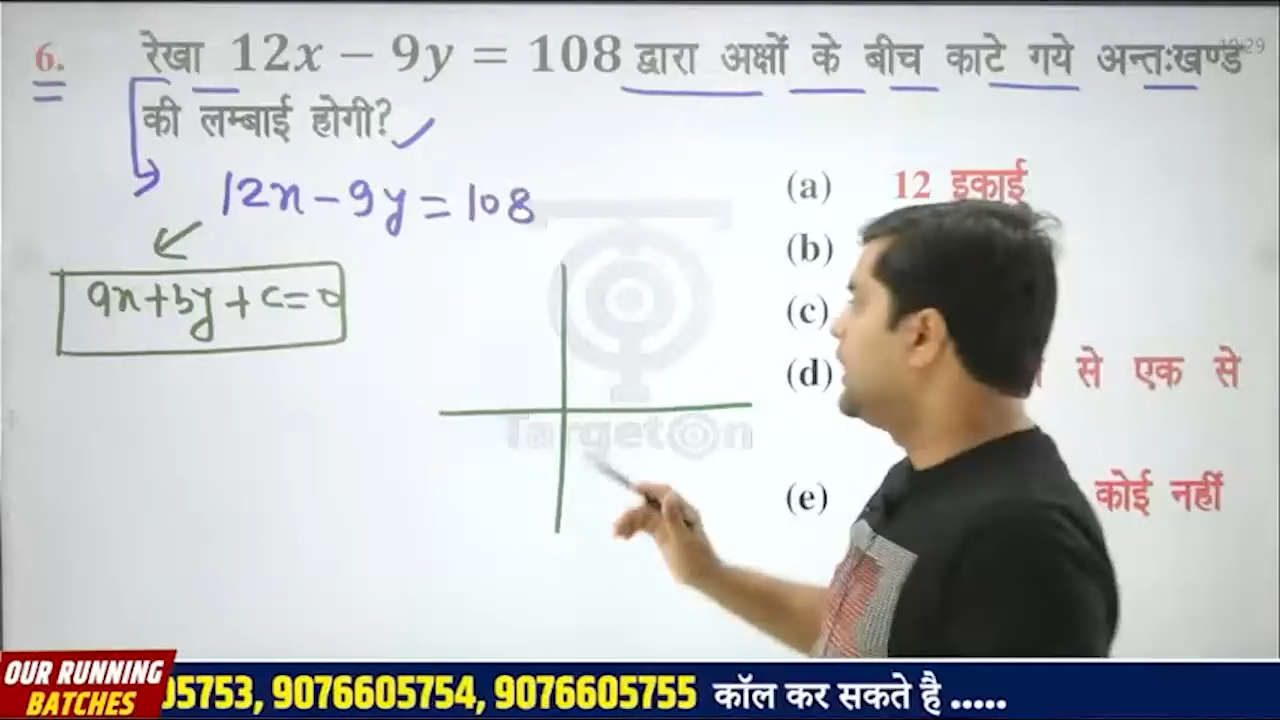 6. रेखा 12x − 9y = 108 द्वारा अक्षों के बीच काटे गये अन्तःखण्ड
की लम्बाई होगी?
12x - 9y = 108
ax + by + c = 0
(a) 12 इकाई
(b)
(c)
(d) से एक से
(e) कोई नहीं
TargetOn
OUR RUNNING
BATCHES
05753, 9076605754, 9076605755 कॉल कर सकते है .....